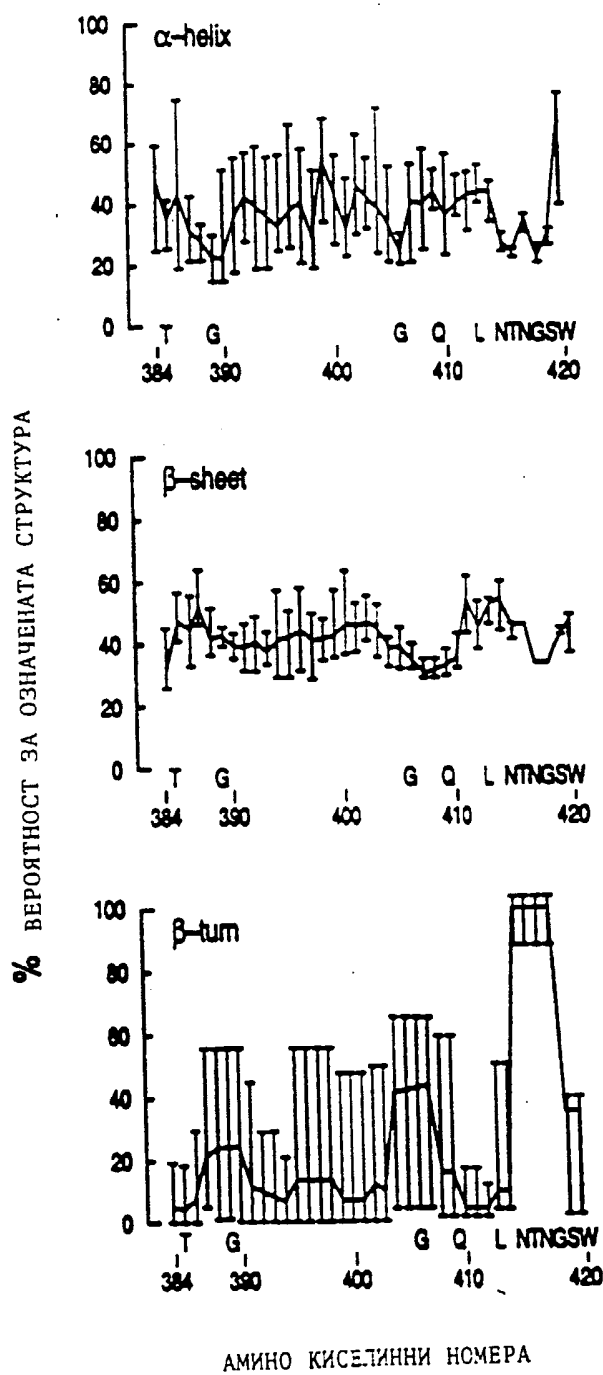 % ВЕРОЯТНОСТ ЗА ОЗНАЧЕНАТА СТРУКТУРА
α-helix
100
80
60
40
20
0
T G G Q L NTNGSW
384 390 400 410 420
β-sheet
100
80
60
40
20
0
T G G Q L NTNGSW
384 390 400 410 420
β-turn
100
80
60
40
20
0
T G G Q L NTNGSW
384 390 400 410 420
АМИНО КИСЕЛИННИ НОМЕРА